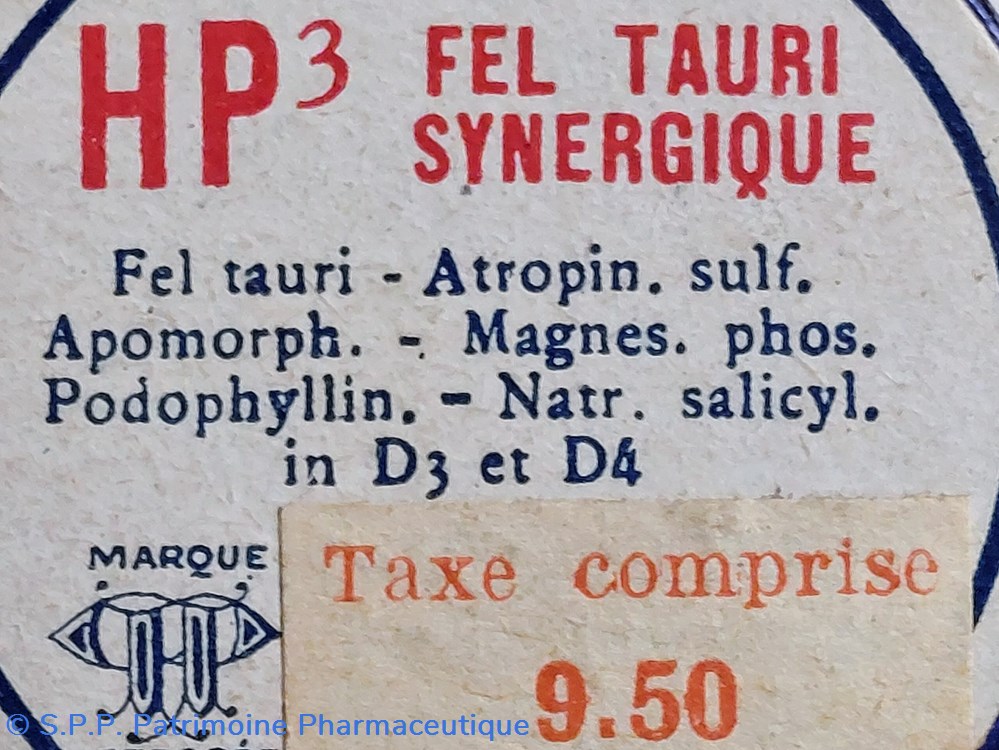 HP3 FEL TAURI
SYNERGIQUE
Fel tauri - Atropin. sulf.
Apomorph. - Magnes. phos.
Podophyllin. - Natr. salicyl.
in D3 et D4
MARQUE
Taxe comprise
9.50
© S.P.P. Patrimoine Pharmaceutique